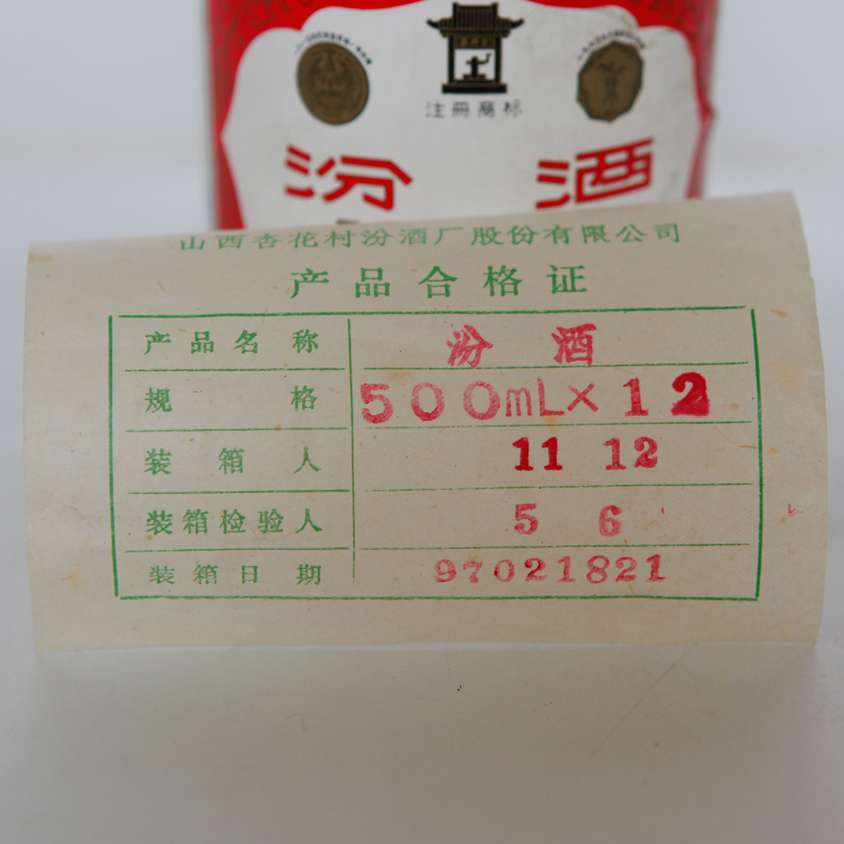 注冊商标
汾酒
山西杏花村汾酒厂股份有限公司
产品合格证
产品名称 汾酒
规格 500mL×12
装箱人 11 12
装箱检验人 5 6
装箱日期 97021821